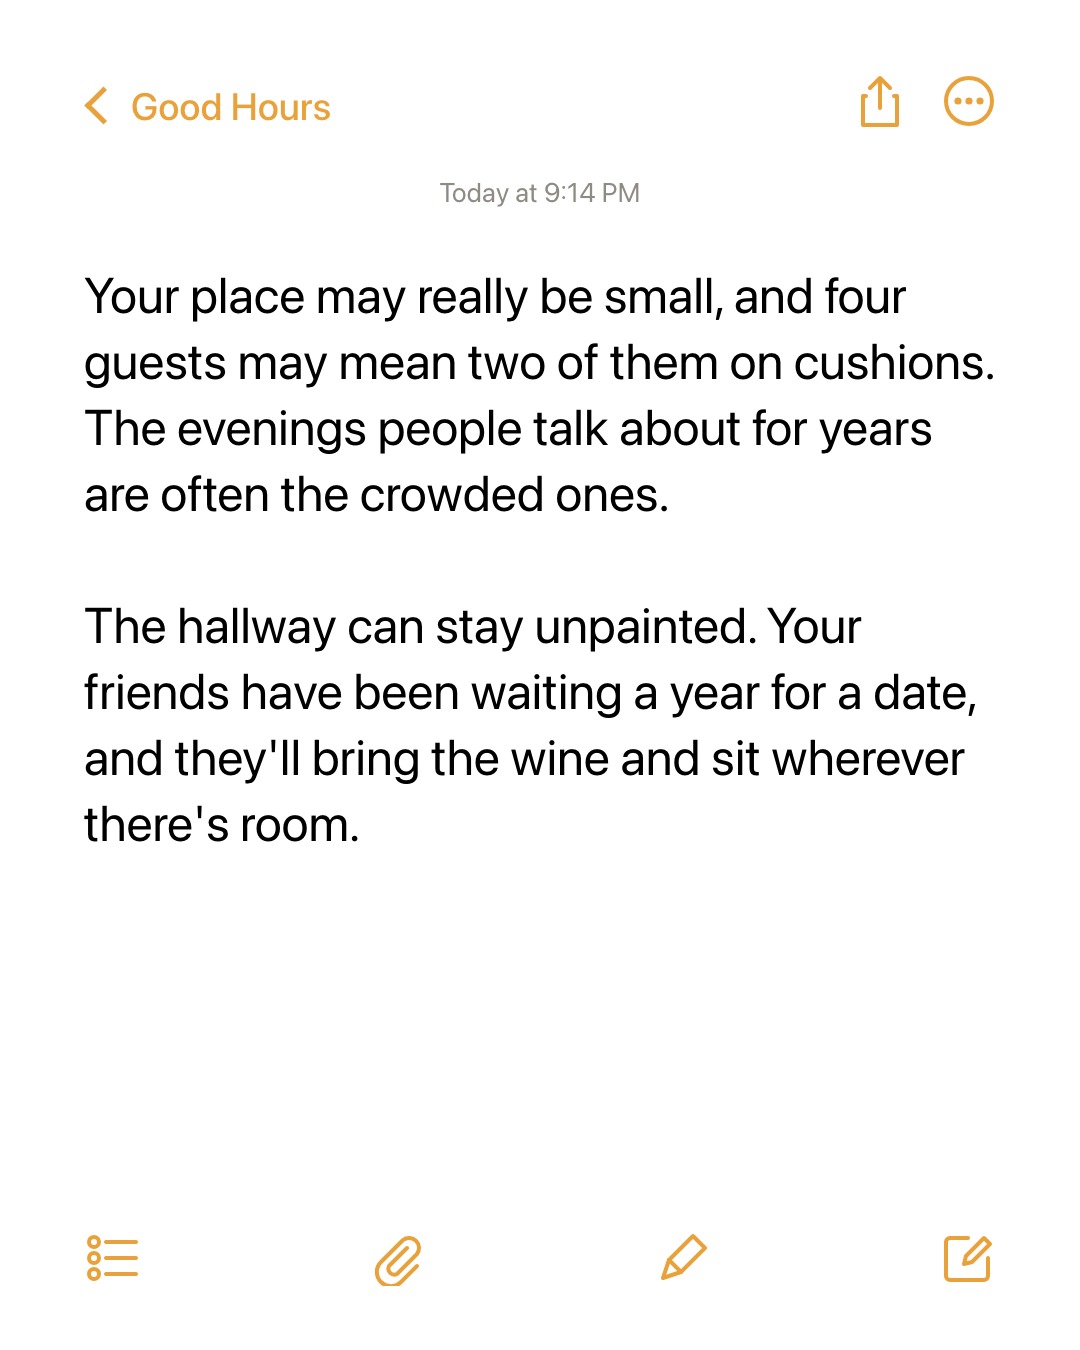 Good Hours
Today at 9:14 PM
Your place may really be small, and four
guests may mean two of them on cushions.
The evenings people talk about for years
are often the crowded ones.
The hallway can stay unpainted. Your
friends have been waiting a year for a date,
and they'll bring the wine and sit wherever
there's room.